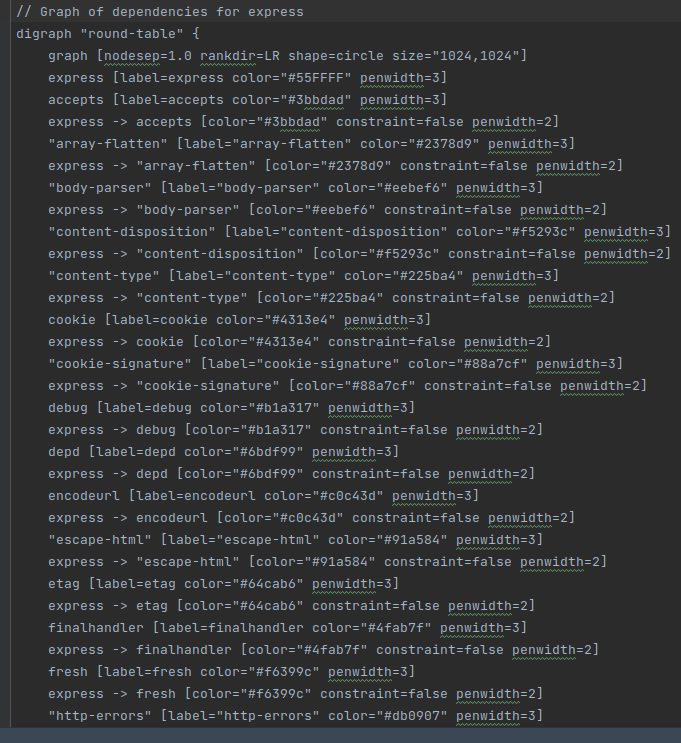 // Graph of dependencies for express
digraph "round-table" {
graph [nodesep=1.0 rankdir=LR shape=circle size="1024,1024"]
express [label=express color="#55FFFF" penwidth=3]
accepts [label=accepts color="#3bbdad" penwidth=3]
express -> accepts [color="#3bbdad" constraint=false penwidth=2]
"array-flatten" [label="array-flatten" color="#2378d9" penwidth=3]
express -> "array-flatten" [color="#2378d9" constraint=false penwidth=2]
"body-parser" [label="body-parser" color="#eebef6" penwidth=3]
express -> "body-parser" [color="#eebef6" constraint=false penwidth=2]
"content-disposition" [label="content-disposition" color="#f5293c" penwidth=3]
express -> "content-disposition" [color="#f5293c" constraint=false penwidth=2]
"content-type" [label="content-type" color="#225ba4" penwidth=3]
express -> "content-type" [color="#225ba4" constraint=false penwidth=2]
cookie [label=cookie color="#4313e4" penwidth=3]
express -> cookie [color="#4313e4" constraint=false penwidth=2]
"cookie-signature" [label="cookie-signature" color="#88a7cf" penwidth=3]
express -> "cookie-signature" [color="#88a7cf" constraint=false penwidth=2]
debug [label=debug color="#b1a317" penwidth=3]
express -> debug [color="#b1a317" constraint=false penwidth=2]
depd [label=depd color="#6bdf99" penwidth=3]
express -> depd [color="#6bdf99" constraint=false penwidth=2]
encodeurl [label=encodeurl color="#c0c43d" penwidth=3]
express -> encodeurl [color="#c0c43d" constraint=false penwidth=2]
"escape-html" [label="escape-html" color="#91a584" penwidth=3]
express -> "escape-html" [color="#91a584" constraint=false penwidth=2]
etag [label=etag color="#64cab6" penwidth=3]
express -> etag [color="#64cab6" constraint=false penwidth=2]
finalhandler [label=finalhandler color="#4fab7f" penwidth=3]
express -> finalhandler [color="#4fab7f" constraint=false penwidth=2]
fresh [label=fresh color="#f6399c" penwidth=3]
express -> fresh [color="#f6399c" constraint=false penwidth=2]
"http-errors" [label="http-errors" color="#db0907" penwidth=3]